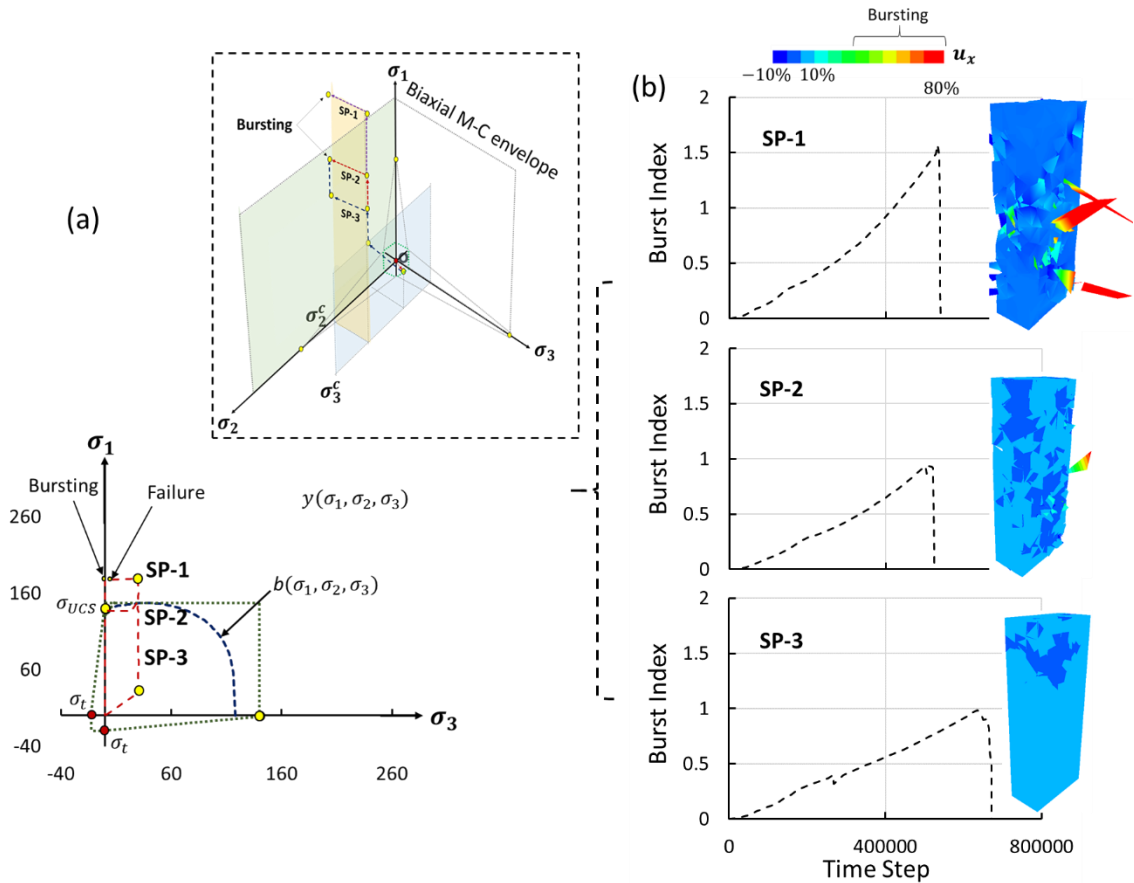 (a)
σ₁
Biaxial M-C envelope
Bursting
SP-1
SP-2
SP-3
O
σ₂ᶜ
σ₃ᶜ
σ₃
σ₂
σ₁
Bursting
Failure
y(σ₁, σ₂, σ₃)
260
SP-1
160
b(σ₁, σ₂, σ₃)
σ_UCS
SP-2
SP-3
60
σₜ
σ₃
-40
σₜ
-40
60
160
260
Bursting
(b)
uₓ
−10%
10%
80%
Burst Index
2
1.5
1
0.5
0
SP-1
Burst Index
2
1.5
1
0.5
0
SP-2
Burst Index
2
1.5
1
0.5
0
SP-3
0
400000
800000
Time Step